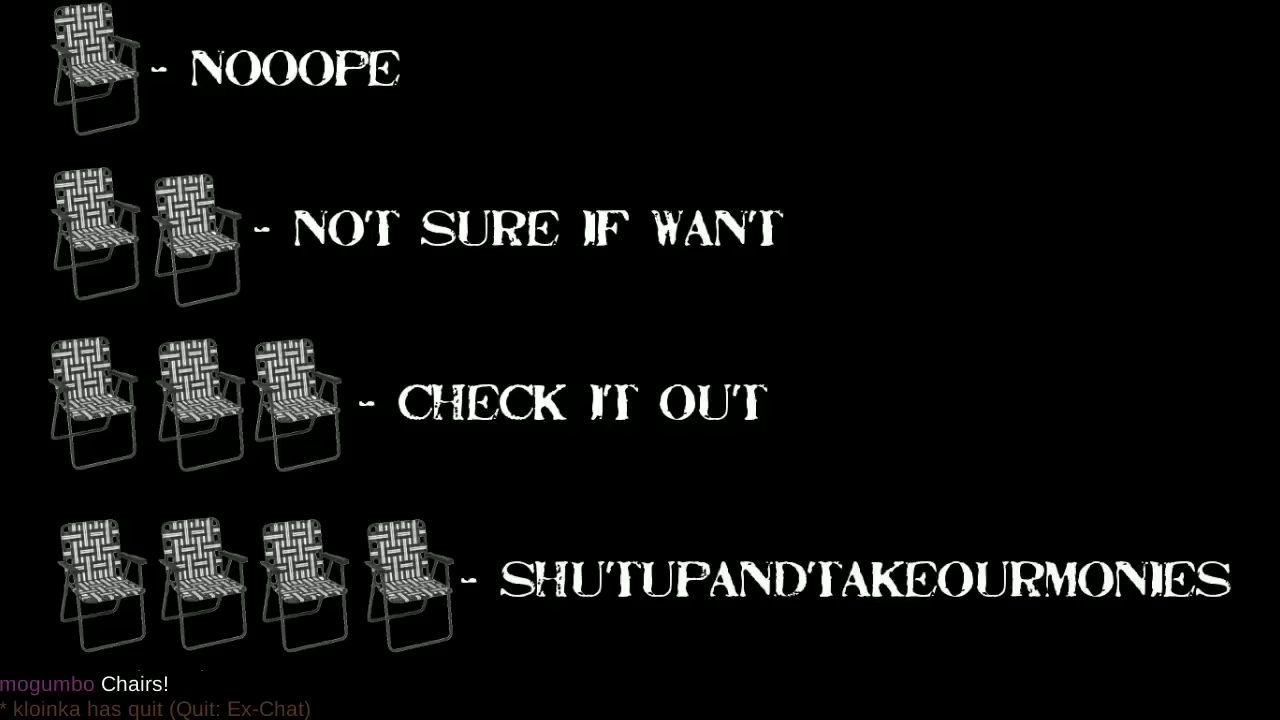 - NOOOPE
- NOT SURE IF WANT
- CHECK IT OUT
- SHUTUPANDTAKEOURMONIES
mogumbo Chairs!
* kloinka has quit (Quit: Ex-Chat)